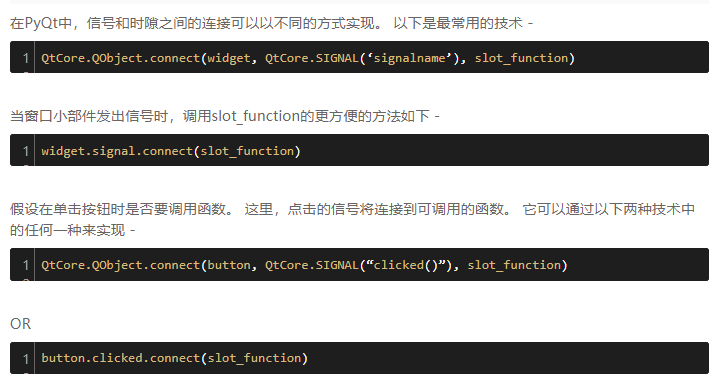 在PyQt中，信号和时隙之间的连接可以以不同的方式实现。 以下是最常用的技术 -
1 QtCore.QObject.connect(widget, QtCore.SIGNAL(‘signalname’), slot_function)
当窗口小部件发出信号时，调用slot_function的更方便的方法如下 -
1 widget.signal.connect(slot_function)
假设在单击按钮时是否要调用函数。 这里，点击的信号将连接到可调用的函数。 它可以通过以下两种技术中
的任何一种来实现 -
1 QtCore.QObject.connect(button, QtCore.SIGNAL(“clicked()”), slot_function)
OR
1 button.clicked.connect(slot_function)